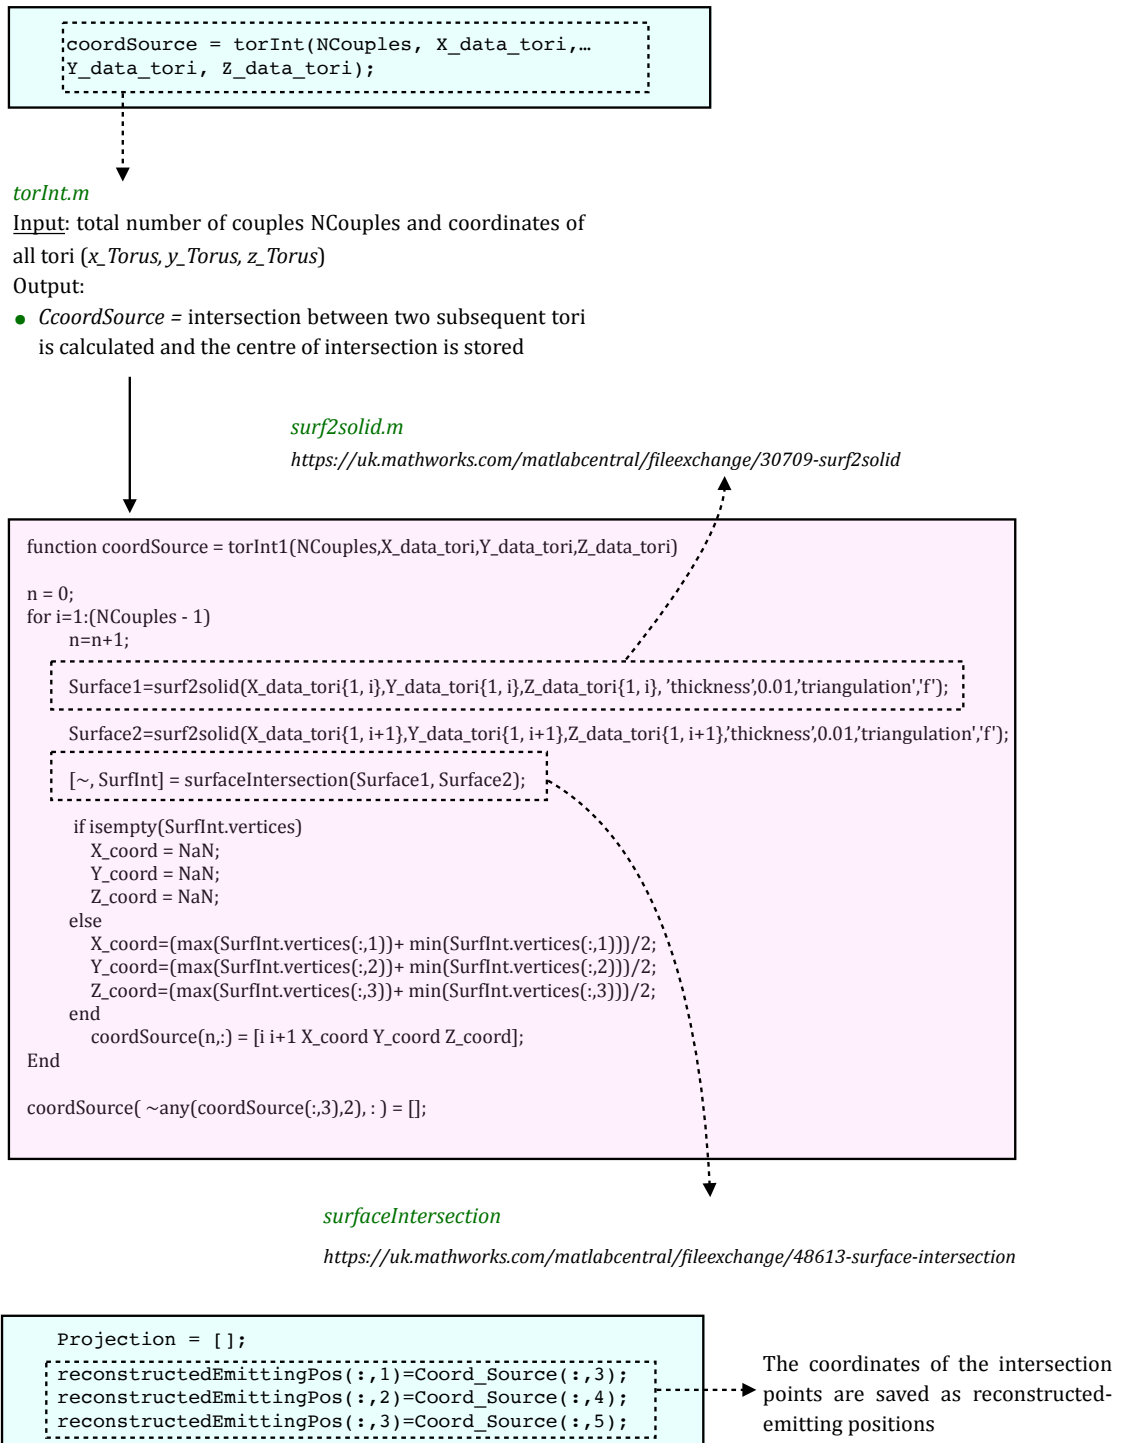 coordSource = torInt(NCouples, X_data_tori,…
Y_data_tori, Z_data_tori);
torInt.m
Input: total number of couples NCouples and coordinates of
all tori (x_Torus, y_Torus, z_Torus)
Output:
• CcoordSource = intersection between two subsequent tori
is calculated and the centre of intersection is stored
surf2solid.m
https://uk.mathworks.com/matlabcentral/fileexchange/30709-surf2solid
function coordSource = torInt1(NCouples,X_data_tori,Y_data_tori,Z_data_tori)
n = 0;
for i=1:(NCouples - 1)
n=n+1;
Surface1=surf2solid(X_data_tori{1, i},Y_data_tori{1, i},Z_data_tori{1, i}, ’thickness’,0.01,’triangulation','f');
Surface2=surf2solid(X_data_tori{1, i+1},Y_data_tori{1, i+1},Z_data_tori{1, i+1},’thickness’,0.01,’triangulation’,’f’);
[~, SurfInt] = surfaceIntersection(Surface1, Surface2);
if isempty(SurfInt.vertices)
X_coord = NaN;
Y_coord = NaN;
Z_coord = NaN;
else
X_coord=(max(SurfInt.vertices(:,1))+ min(SurfInt.vertices(:,1)))/2;
Y_coord=(max(SurfInt.vertices(:,2))+ min(SurfInt.vertices(:,2)))/2;
Z_coord=(max(SurfInt.vertices(:,3))+ min(SurfInt.vertices(:,3)))/2;
end
coordSource(n,:) = [i i+1 X_coord Y_coord Z_coord];
End
coordSource( ~any(coordSource(:,3),2), : ) = [];
surfaceIntersection
https://uk.mathworks.com/matlabcentral/fileexchange/48613-surface-intersection
Projection = [];
reconstructedEmittingPos(:,1)=Coord_Source(:,3);
reconstructedEmittingPos(:,2)=Coord_Source(:,4);
reconstructedEmittingPos(:,3)=Coord_Source(:,5);
The coordinates of the intersection
points are saved as reconstructed-
emitting positions